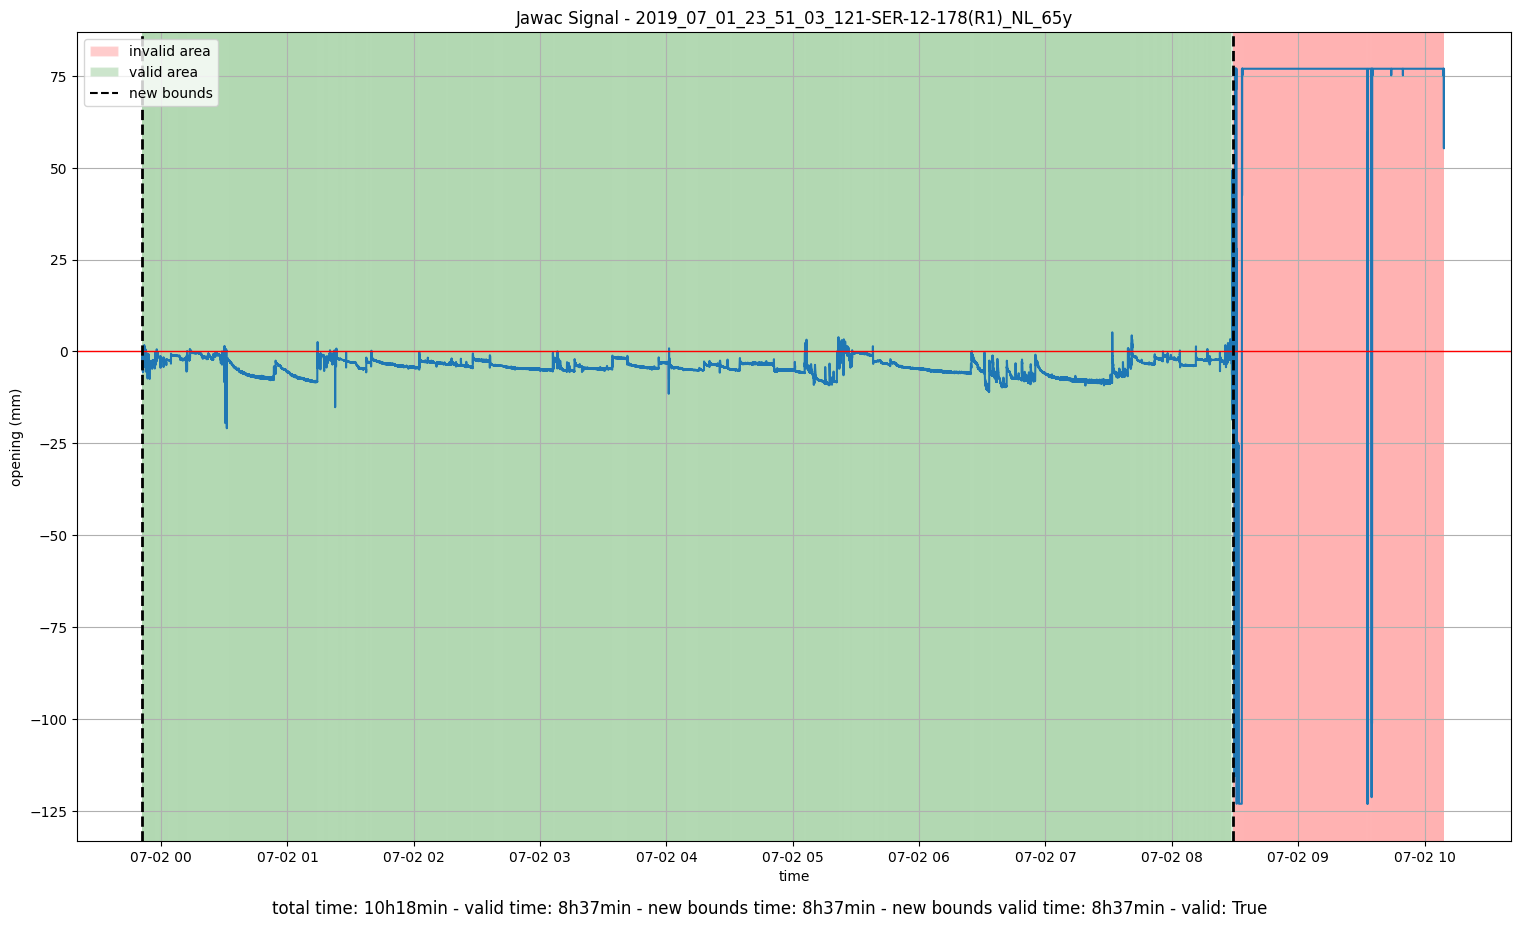 Jawac Signal - 2019_07_01_23_51_03_121-SER-12-178(R1)_NL_65y
invalid area
valid area
new bounds
75
50
25
0
−25
−50
−75
−100
−125
opening (mm)
07-02 00 07-02 01 07-02 02 07-02 03 07-02 04 07-02 05 07-02 06 07-02 07 07-02 08 07-02 09 07-02 10
time
total time: 10h18min - valid time: 8h37min - new bounds time: 8h37min - new bounds valid time: 8h37min - valid: True